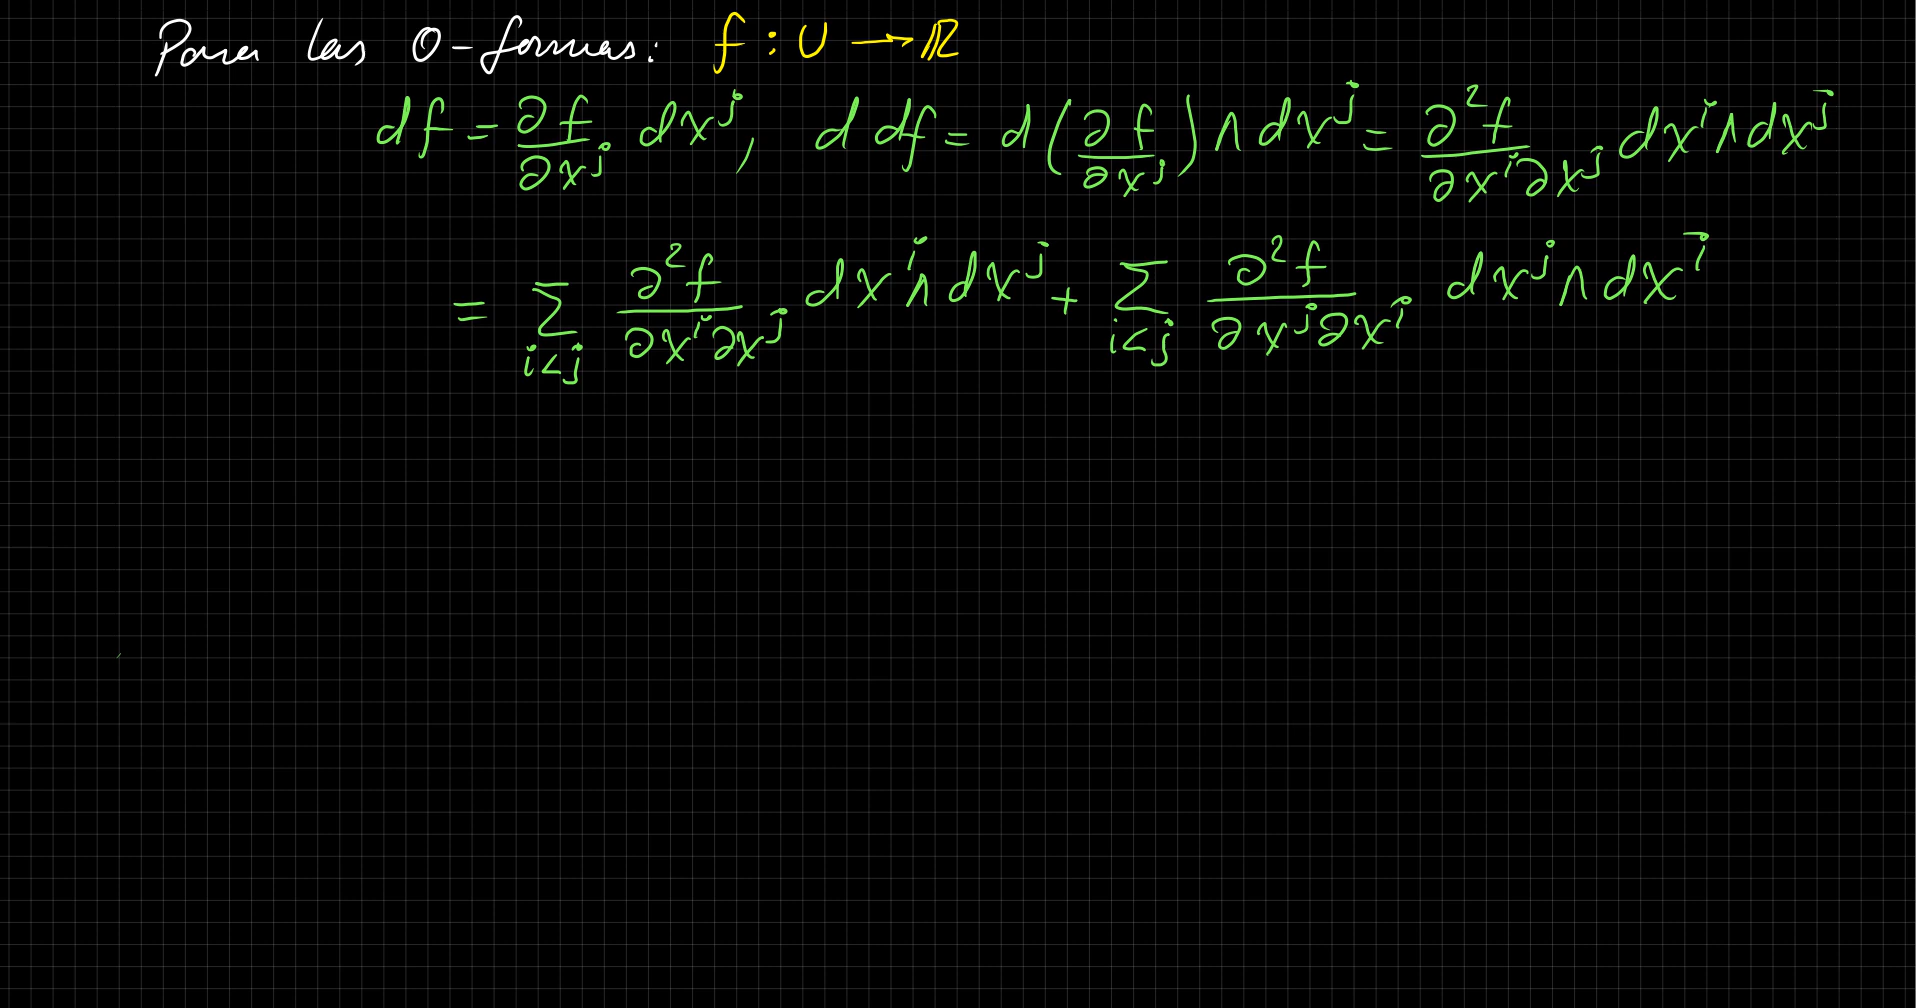 Para las 0-formas: f : U → ℝ
df = ∂f/∂x^j dx^j, d df = d(∂f/∂x^j) ∧ dx^j = ∂²f/∂x^i∂x^j dx^i ∧ dx^j
= Σ_{i<j} ∂²f/∂x^i∂x^j dx^i ∧ dx^j + Σ_{i<j} ∂²f/∂x^j∂x^i dx^j ∧ dx^i